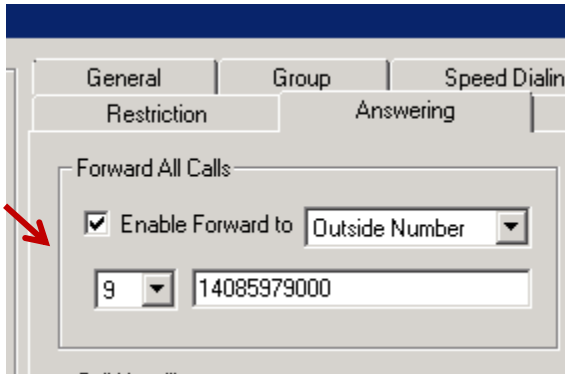 General Group Speed Dialin
Restriction Answering
Forward All Calls
Enable Forward to Outside Number
9 14085979000